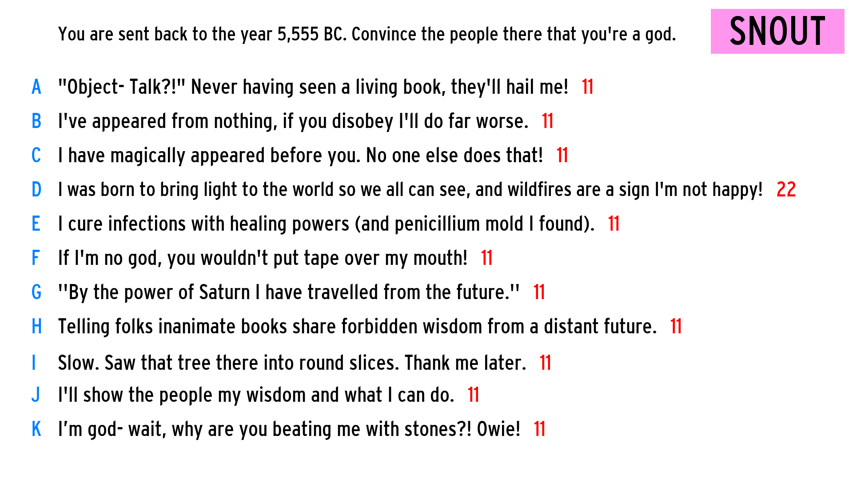 You are sent back to the year 5,555 BC. Convince the people there that you're a god.
SNOUT
A "Object- Talk?!" Never having seen a living book, they'll hail me! 11
B I've appeared from nothing, if you disobey I'll do far worse. 11
C I have magically appeared before you. No one else does that! 11
D I was born to bring light to the world so we all can see, and wildfires are a sign I'm not happy! 22
E I cure infections with healing powers (and penicillium mold I found). 11
F If I'm no god, you wouldn't put tape over my mouth! 11
G ''By the power of Saturn I have travelled from the future.'' 11
H Telling folks inanimate books share forbidden wisdom from a distant future. 11
I Slow. Saw that tree there into round slices. Thank me later. 11
J I'll show the people my wisdom and what I can do. 11
K I’m god- wait, why are you beating me with stones?! Owie! 11